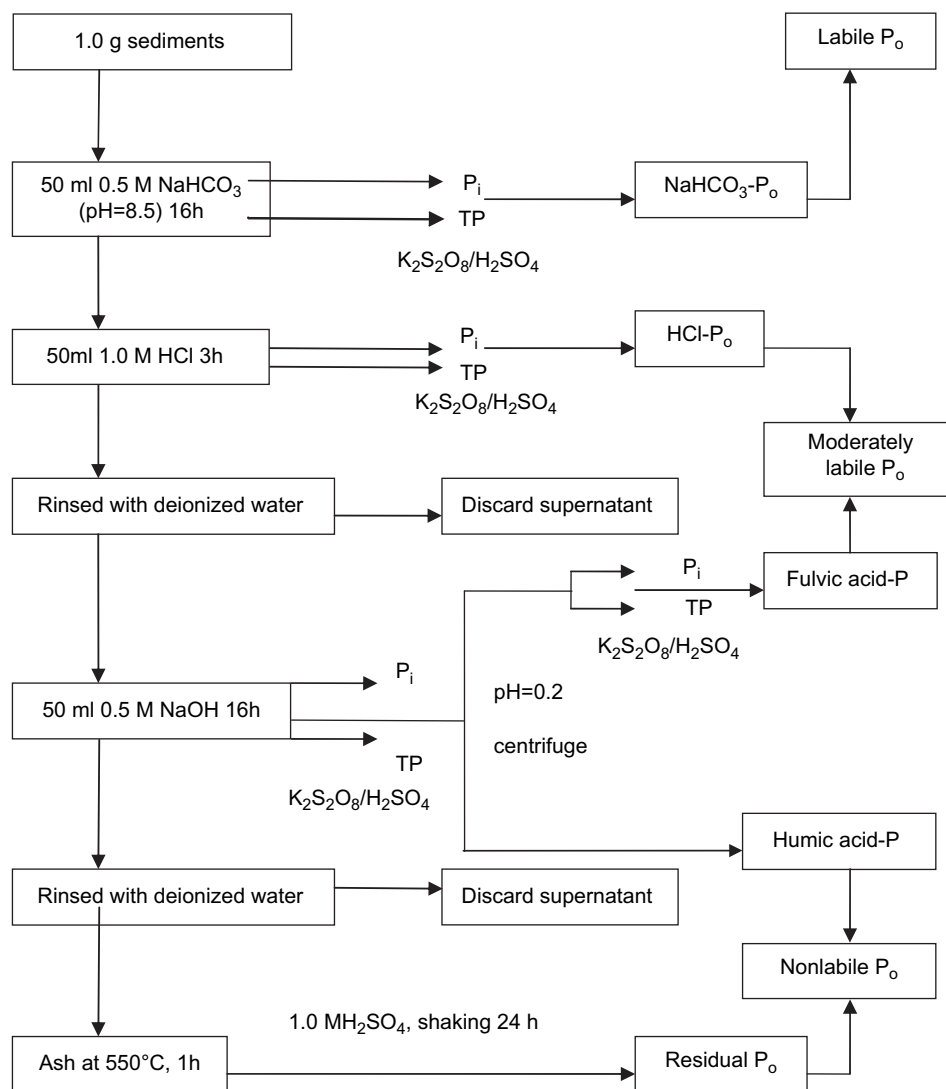 1.0 g sediments
Labile Pₒ
50 ml 0.5 M NaHCO₃
(pH=8.5) 16h
Pᵢ
TP
K₂S₂O₈/H₂SO₄
NaHCO₃-Pₒ
50ml 1.0 M HCl 3h
Pᵢ
TP
K₂S₂O₈/H₂SO₄
HCl-Pₒ
Moderately
labile Pₒ
Rinsed with deionized water
Discard supernatant
Pᵢ
TP
K₂S₂O₈/H₂SO₄
Fulvic acid-P
50 ml 0.5 M NaOH 16h
Pᵢ
TP
K₂S₂O₈/H₂SO₄
pH=0.2
centrifuge
Humic acid-P
Rinsed with deionized water
Discard supernatant
Nonlabile Pₒ
1.0 MH₂SO₄, shaking 24 h
Ash at 550°C, 1h
Residual Pₒ